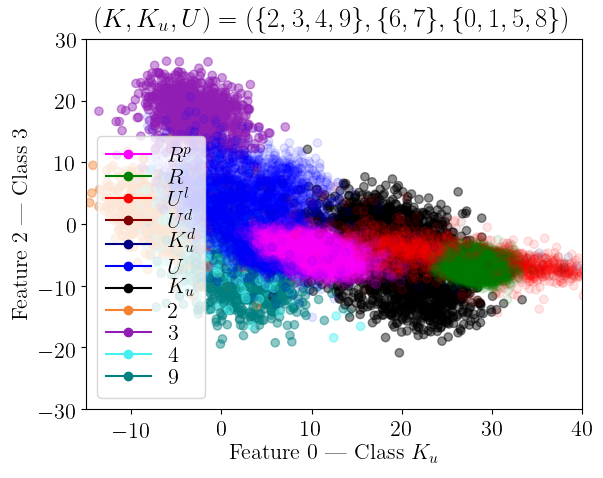 (K, K_u, U) = ({2, 3, 4, 9}, {6, 7}, {0, 1, 5, 8})
30
20
10
0
−10
−20
−30
Feature 2 — Class 3
R^p
R
U^l
U^d
K_u^d
U
K_u
2
3
4
9
−10
0
10
20
30
40
Feature 0 — Class K_u